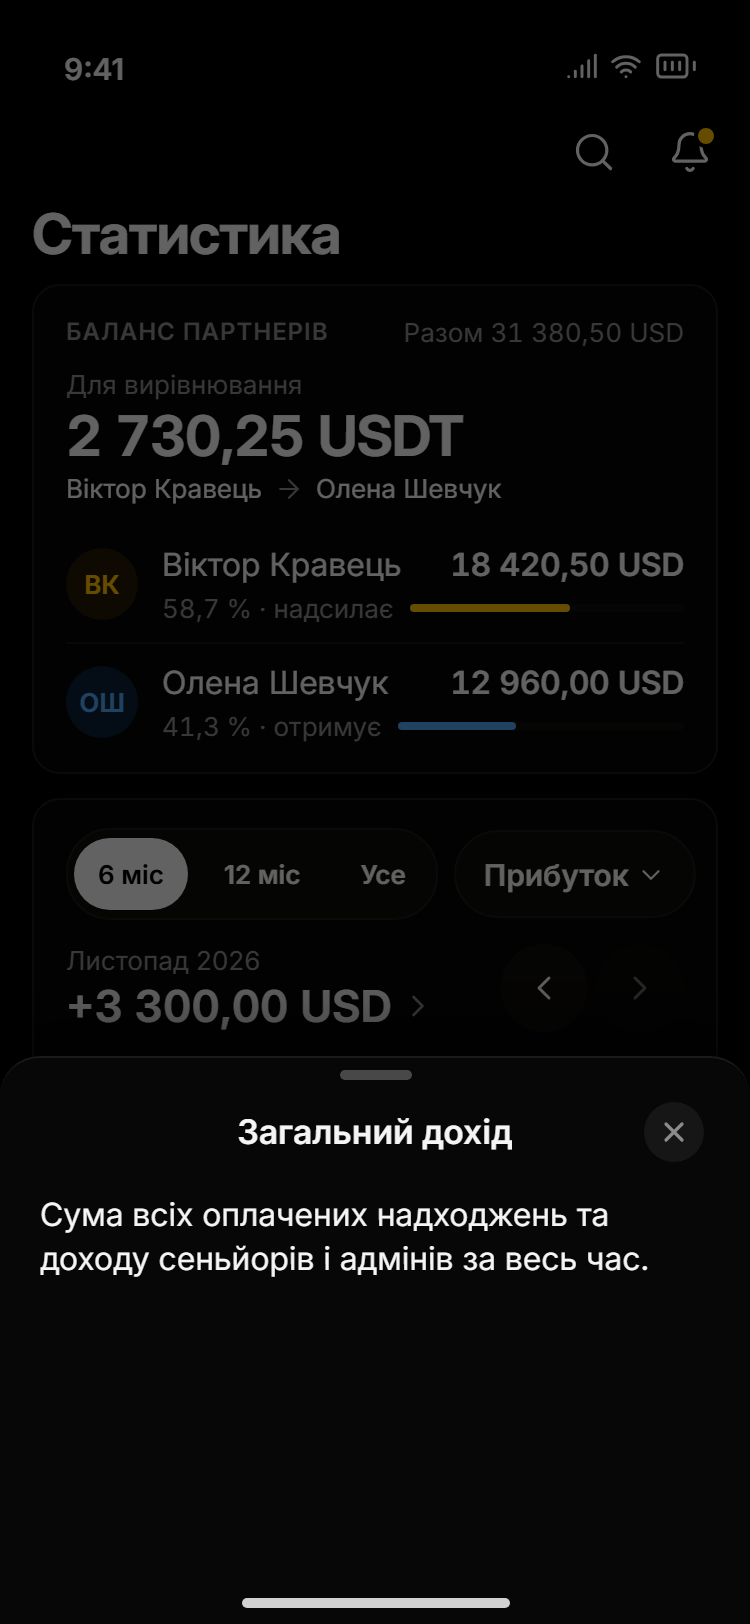 9:41
Статистика
БАЛАНС ПАРТНЕРІВ Разом 31 380,50 USD
Для вирівнювання
2 730,25 USDT
Віктор Кравець → Олена Шевчук
ВК Віктор Кравець 18 420,50 USD
58,7 % · надсилає
ОШ Олена Шевчук 12 960,00 USD
41,3 % · отримує
6 міс 12 міс Усе Прибуток
Листопад 2026
+3 300,00 USD
Загальний дохід
Сума всіх оплачених надходжень та
доходу сеньйорів і адмінів за весь час.